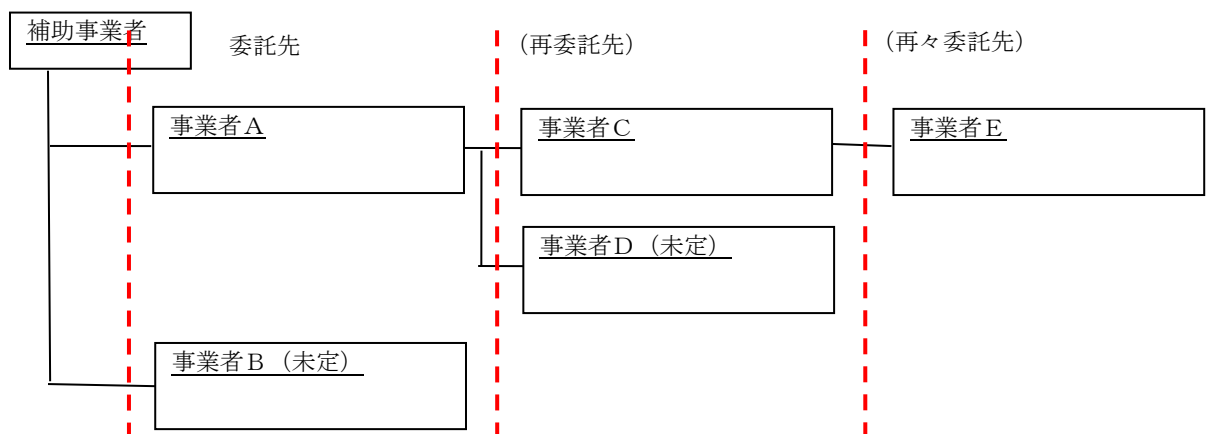 補助事業者
委託先
（再委託先）
（再々委託先）
事業者Ａ
事業者Ｃ
事業者Ｅ
事業者Ｄ（未定）
事業者Ｂ（未定）